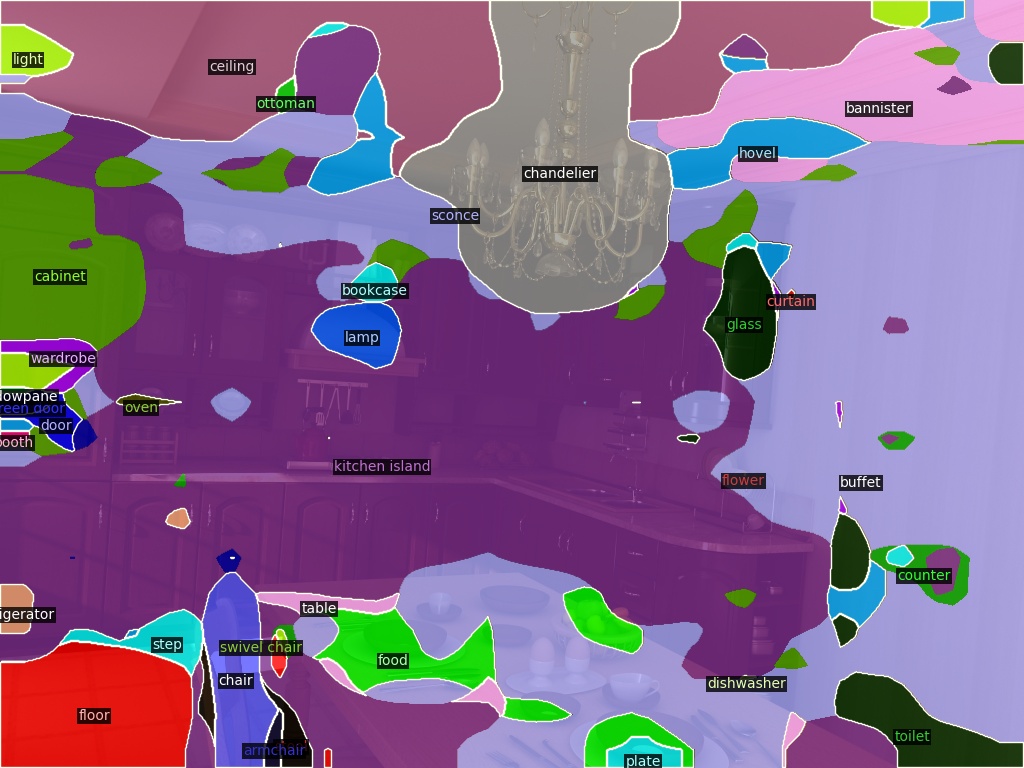 light
ceiling
ottoman
bannister
hovel
chandelier
sconce
cabinet
bookcase
curtain
glass
lamp
wardrobe
dowpane
reen door
oven
door
ooth
kitchen island
flower
buffet
counter
igerator
table
step
swivel chair
food
chair
dishwasher
floor
toilet
armchair
plate